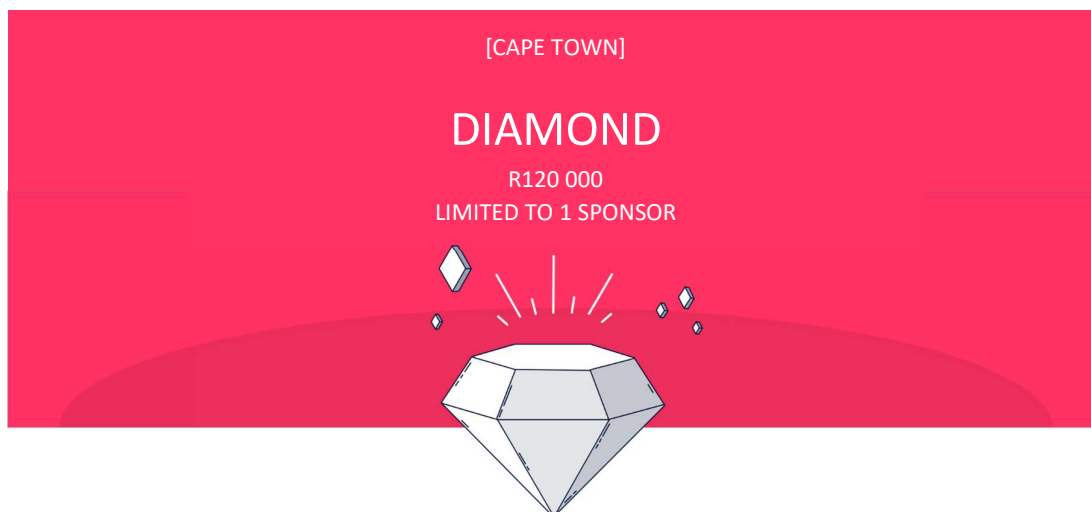 [CAPE TOWN]
DIAMOND
R120 000
LIMITED TO 1 SPONSOR